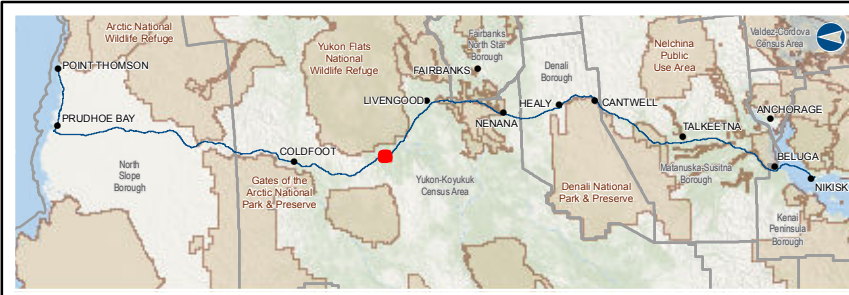 Arctic National
Wildlife Refuge
POINT THOMSON
PRUDHOE BAY
North
Slope
Borough
COLDFOOT
Gates of the
Arctic National
Park & Preserve
Yukon Flats
National
Wildlife Refuge
Fairbanks
North Star
Borough
FAIRBANKS
LIVENGOOD
NENANA
Yukon-Koyukuk
Census Area
Denali
Borough
HEALY
CANTWELL
Denali National
Park & Preserve
Nelchina
Public
Use Area
Valdez-Cordova
Census Area
ANCHORAGE
TALKEETNA
Matanuska-Susitna
Borough
BELUGA
NIKISK
Kenai
Peninsula
Borough